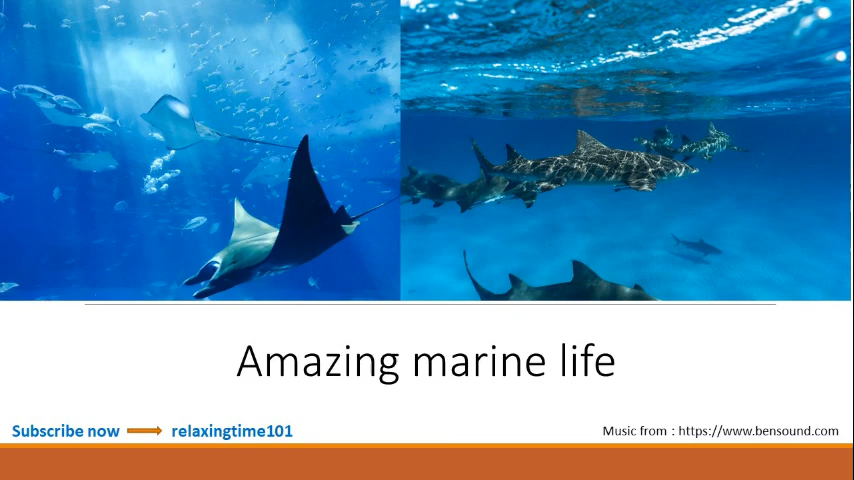 Amazing marine life
Subscribe now relaxingtime101
Music from : https://www.bensound.com